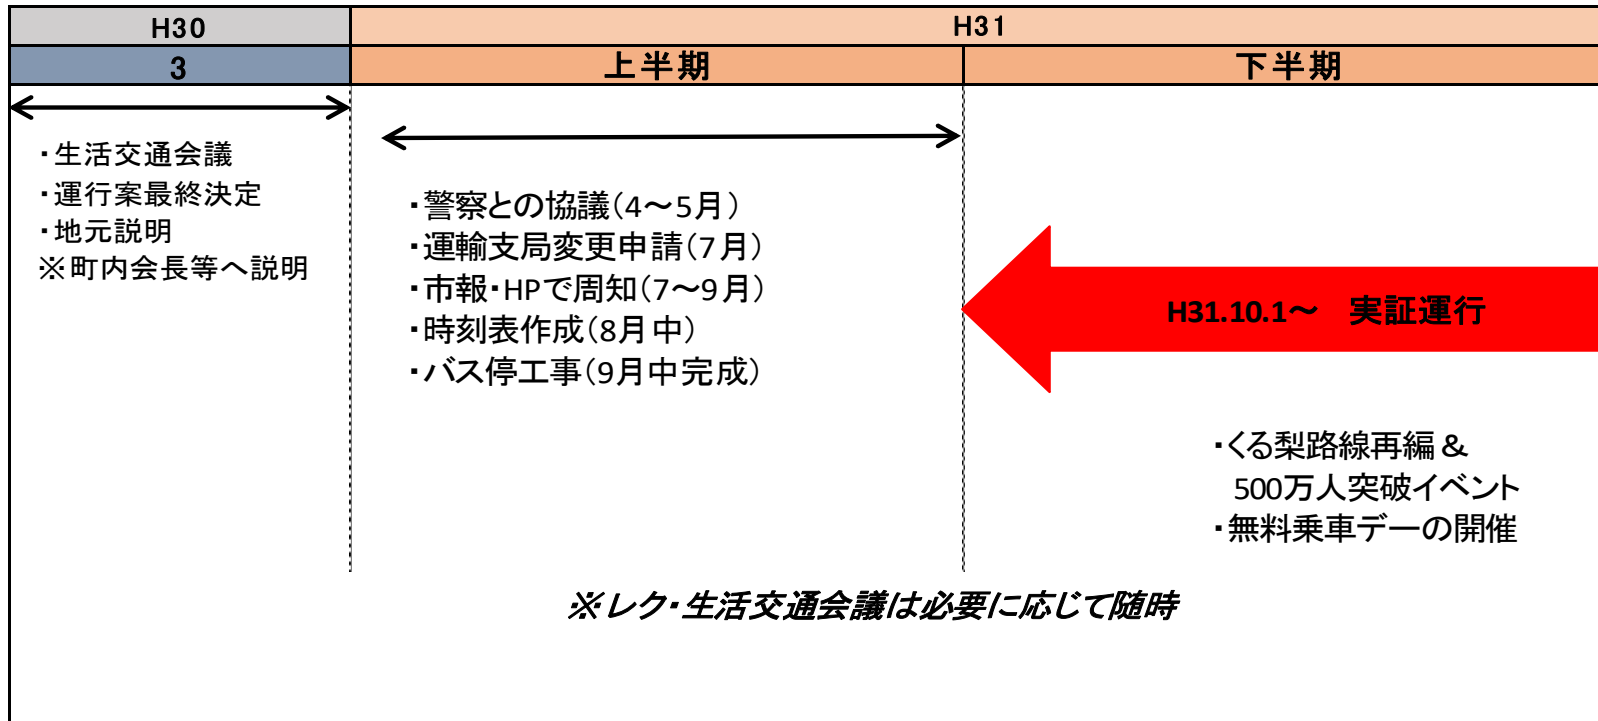 H30
H31
3
上半期
下半期
・生活交通会議
・運行案最終決定
・地元説明
※町内会長等へ説明
・警察との協議(4～5月)
・運輸支局変更申請(7月)
・市報・HPで周知(7～9月)
・時刻表作成(8月中)
・バス停工事(9月中完成)
H31.10.1～　実証運行
・くる梨路線再編＆
500万人突破イベント
・無料乗車デーの開催
※レク・生活交通会議は必要に応じて随時